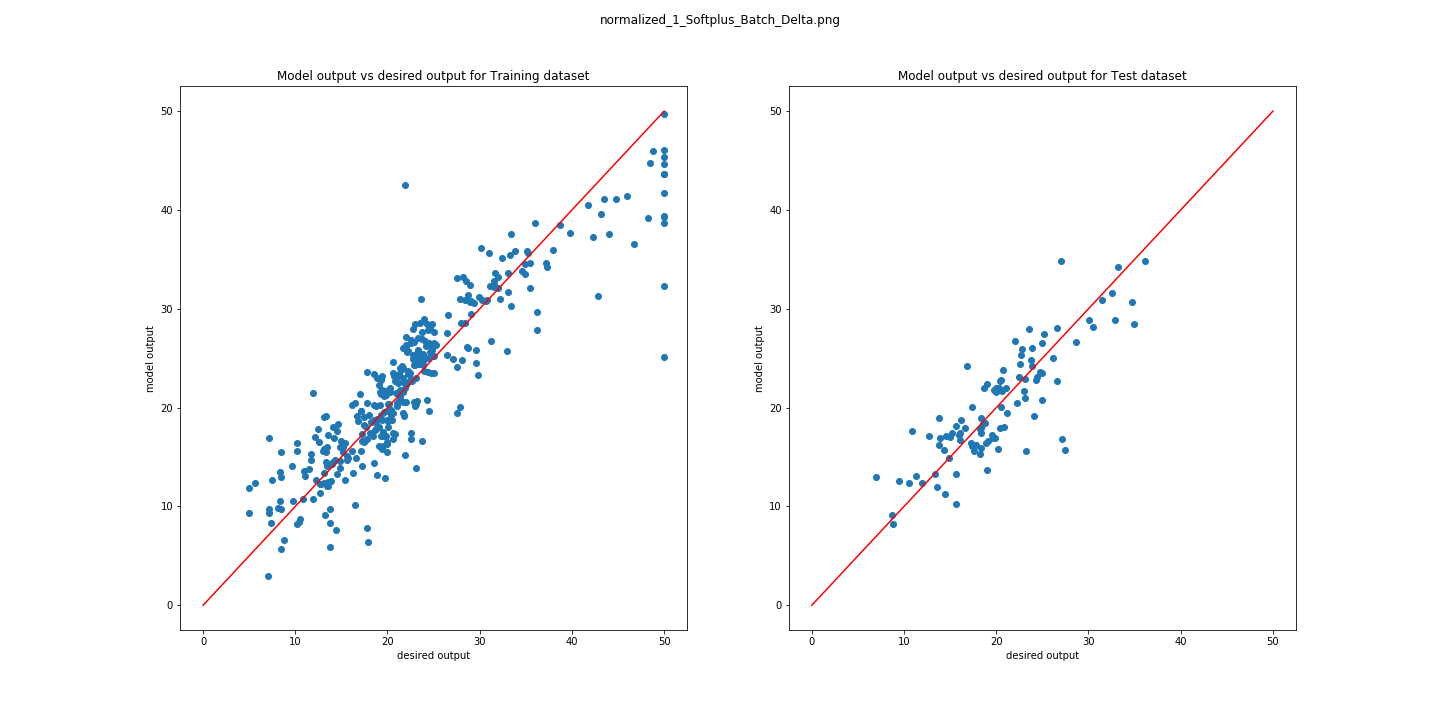 normalized_1_Softplus_Batch_Delta.png
Model output vs desired output for Training dataset
50
40
30
20
10
0
model output
0 10 20 30 40 50
desired output
Model output vs desired output for Test dataset
50
40
30
20
10
0
model output
0 10 20 30 40 50
desired output